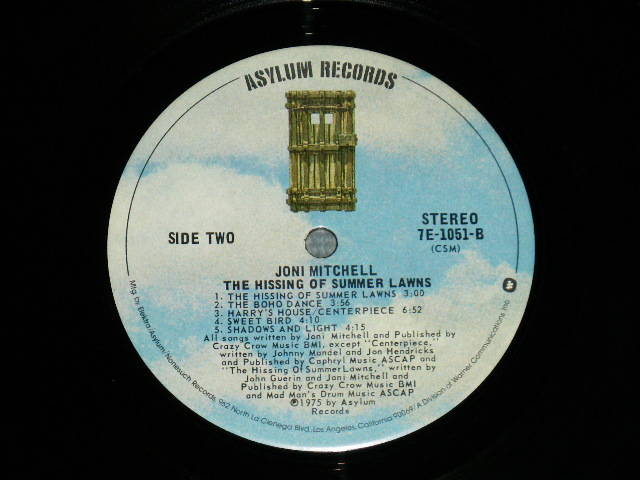 ASYLUM RECORDS
SIDE TWO
STEREO
7E-1051-B
(CSM)
JONI MITCHELL
THE HISSING OF SUMMER LAWNS
1. THE HISSING OF SUMMER LAWNS 3:00
2. THE BOHO DANCE 3:56
3. HARRY'S HOUSE/CENTERPIECE 6:52
4. SWEET BIRD 4:10
5. SHADOWS AND LIGHT 4:15
All songs written by Joni Mitchell and Published by
Crazy Crow Music BMI, except "Centerpiece,"
written by Johnny Mandel and Jon Hendricks
and Published by Caphryl Music ASCAP and
"The Hissing Of Summer Lawns," written by
John Guerin and Joni Mitchell and
Published by Crazy Crow Music BMI
and Mad Man's Drum Music ASCAP
℗1975 by Asylum
Records
Mfg. by Elektra/Asylum/Nonesuch Records, 962 North La Cienega Blvd., Los Angeles, California 90069/A Division of Warner Communications Inc.